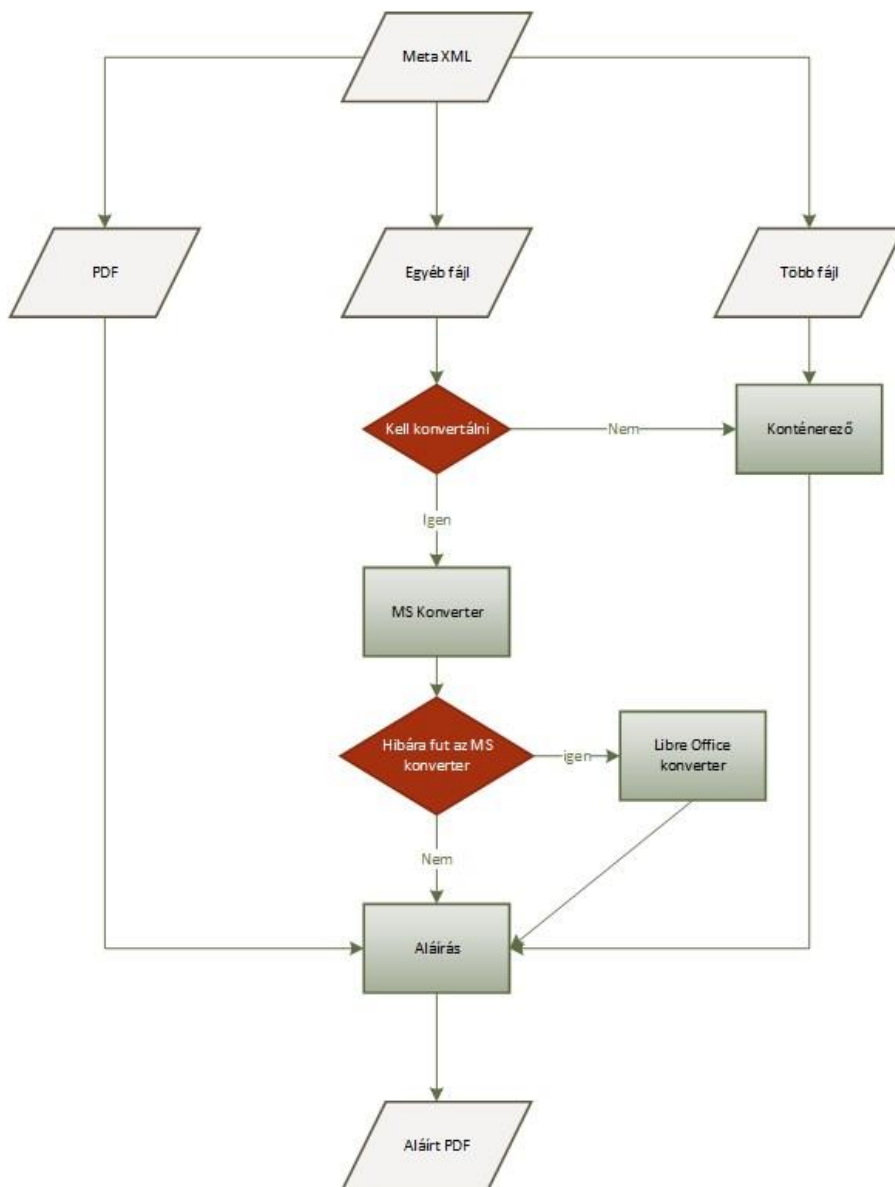 Meta XML
PDF
Egyéb fájl
Több fájl
Kell konvertálni
Nem
Konténerező
Igen
MS Konverter
Hibára fut az MS
konverter
igen
Libre Office
konverter
Nem
Aláírás
Aláírt PDF